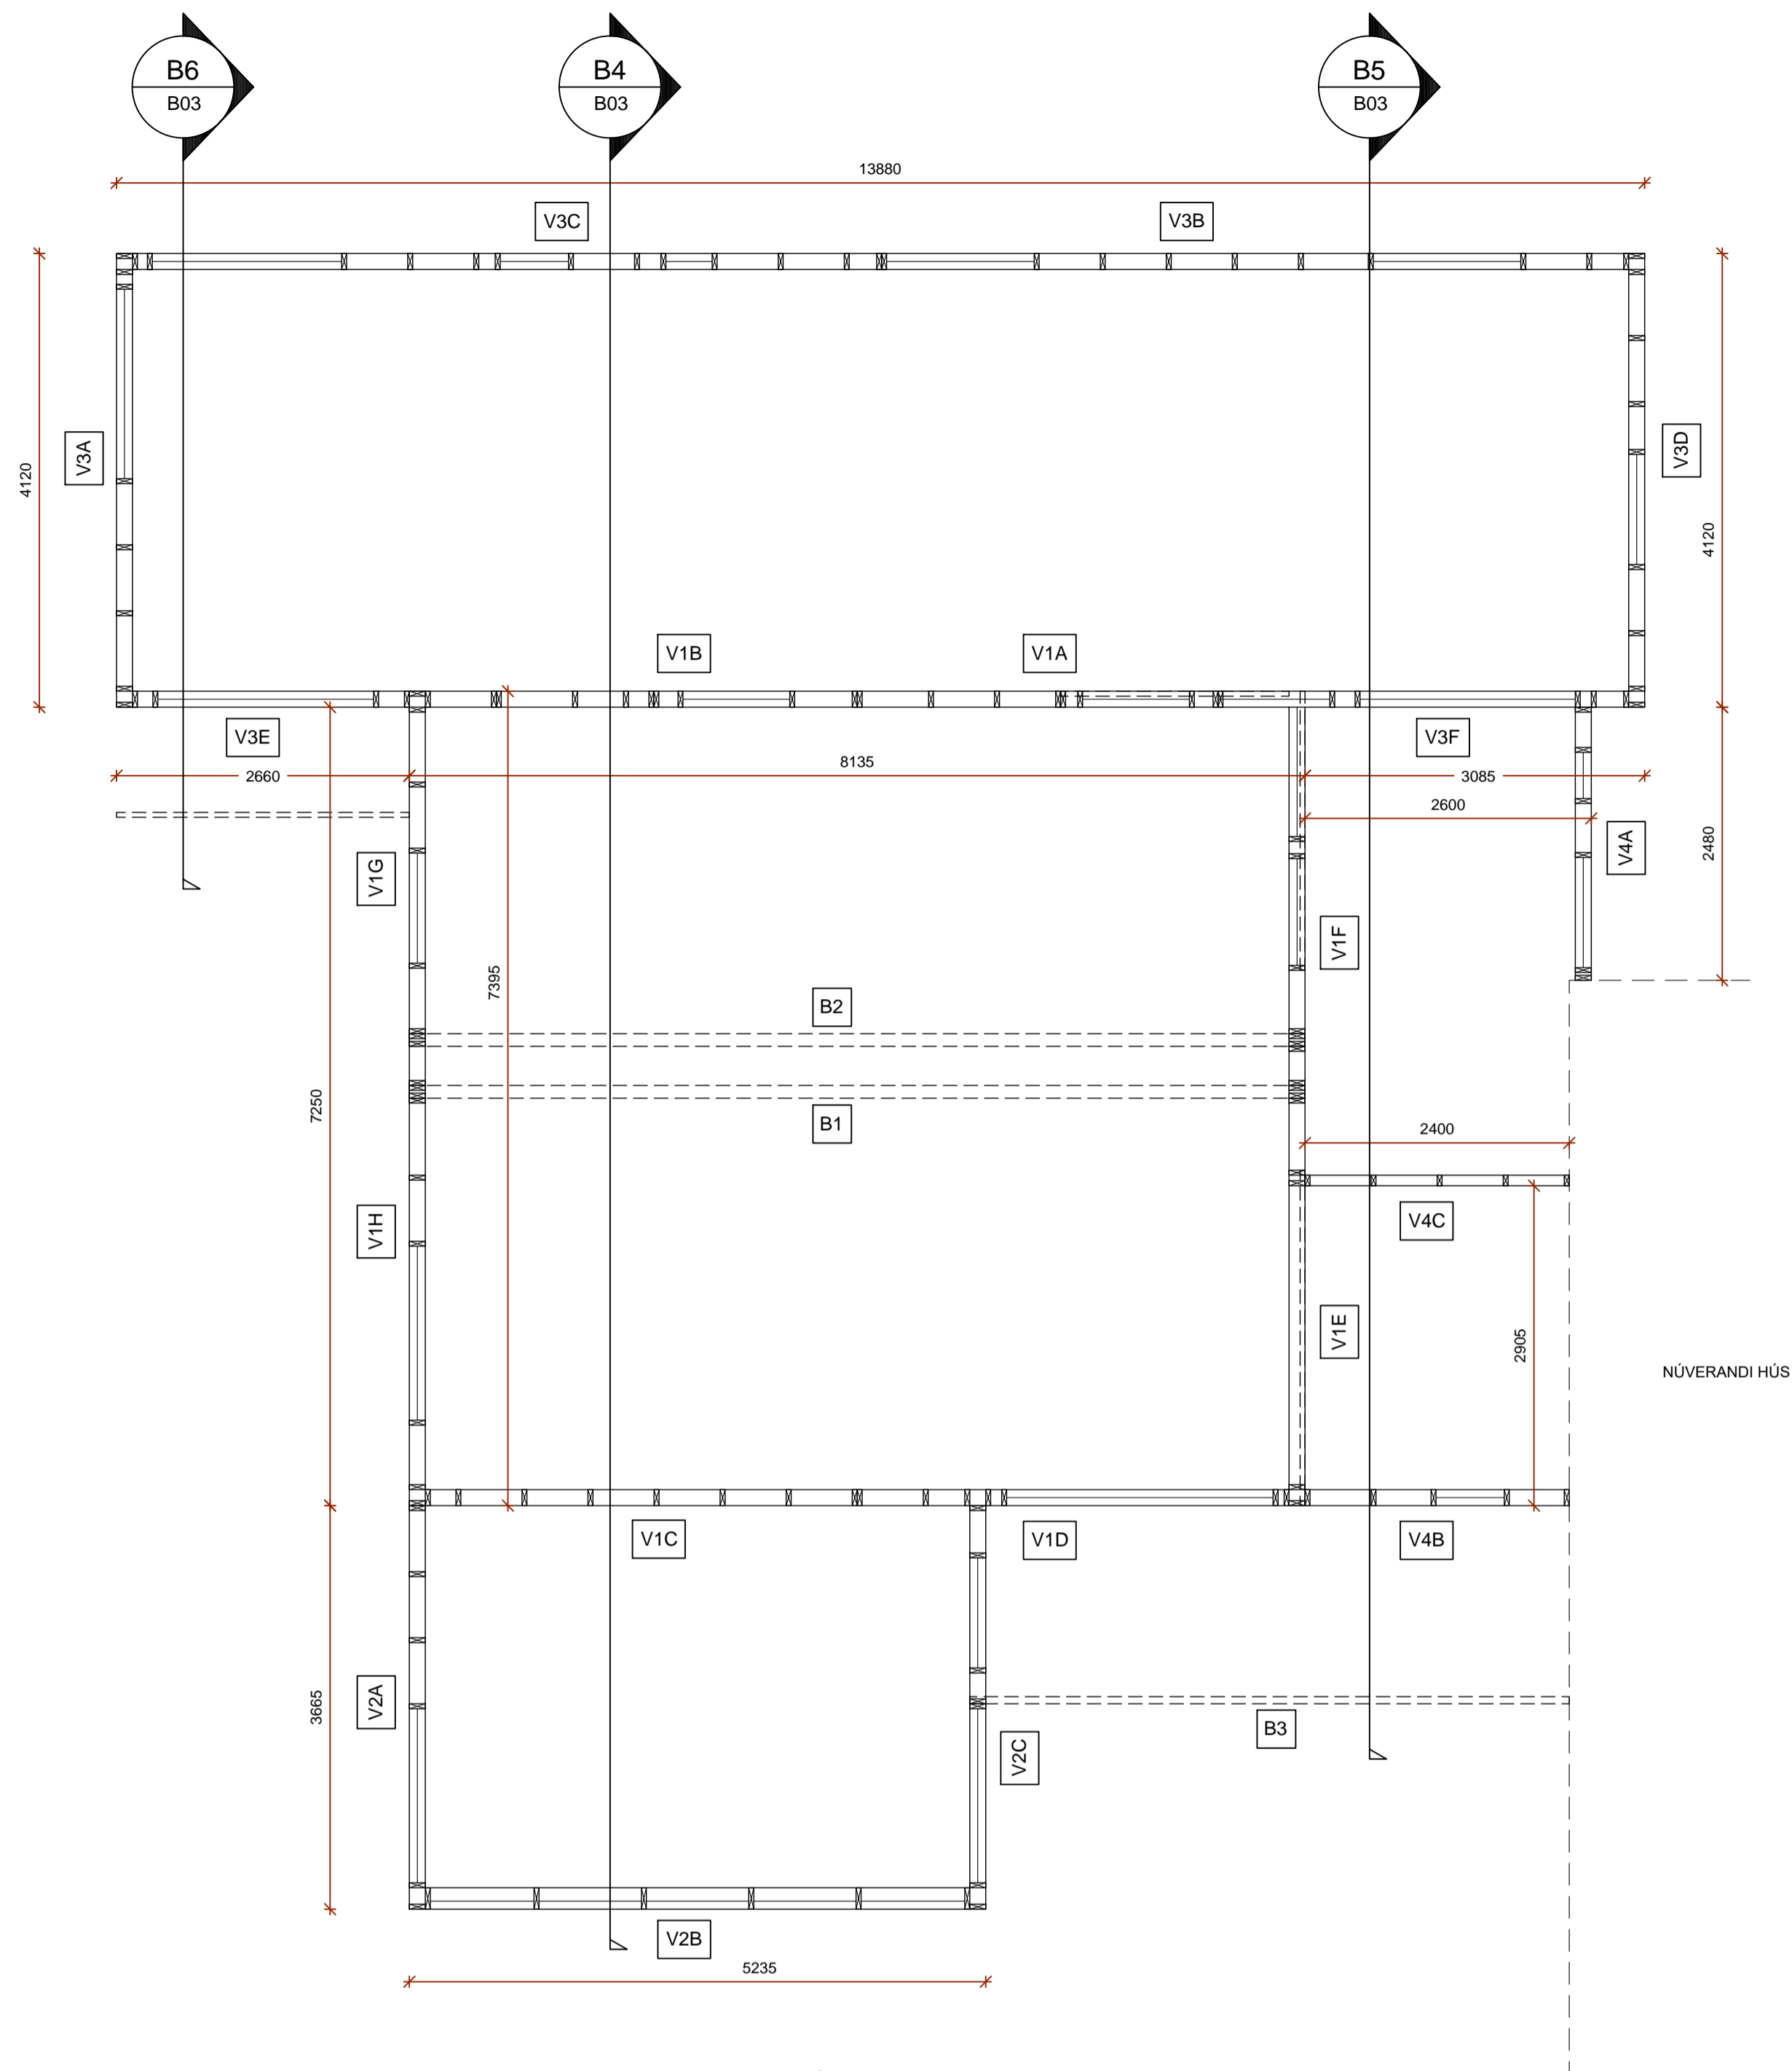 B6
B03
B4
B03
B5
B03
13880
V3C
V3B
4120
V3A
V3D
4120
V1B
V1A
V3E
V3F
2660
8135
3085
2600
V1G
V4A
2480
V1F
7395
B2
7250
B1
2400
V1H
V4C
V1E
2905
NÚVERANDI HÚS
V1C
V1D
V4B
V2A
3665
B3
V2C
V2B
5235